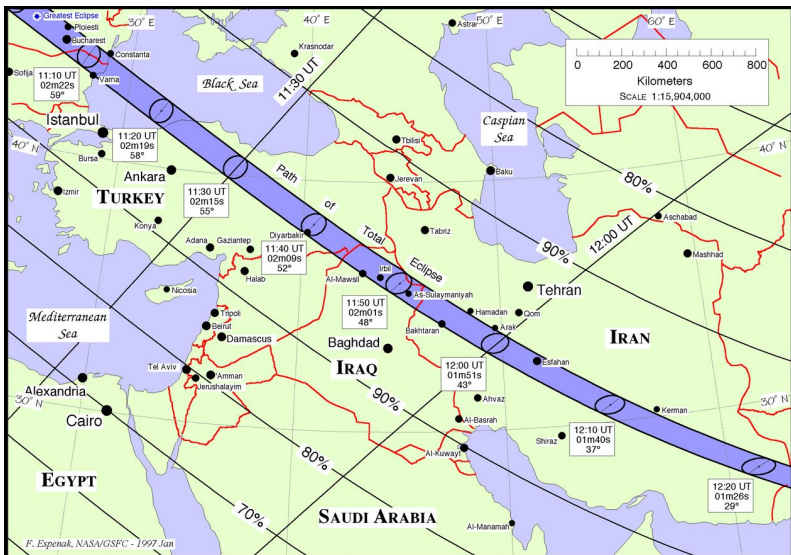 Greatest Eclipse
Ploiesti
Bucharest
Constanta
Sofija
Varna
30° E
40° E
50° E
60° E
Krasnodar
Astra
Black Sea
11:30 UT
0 200 400 600 800
Kilometers
SCALE 1:15,904,000
11:10 UT
02m22s
59°
Istanbul
Bursa
11:20 UT
02m19s
58°
Caspian
Sea
Tbilisi
40° N
40° N
Ankara
11:30 UT
02m15s
55°
Path
of
Total
Eclipse
Jerevan
Baku
80%
Izmir
TURKEY
Konya
Adana
Gaziantep
Diyarbakir
Tabriz
90%
12:00 UT
Aschabad
11:40 UT
02m09s
52°
Halab
Al-Mawsil
Irbil
Mashhad
Nicosia
As-Sulaymaniyah
Tehran
Mediterranean
Sea
Tripoli
Beirut
Damascus
11:50 UT
02m01s
48°
Bakhtaran
Hamadan
Qom
Arak
IRAN
Baghdad
IRAQ
Tel Aviv
'Amman
Jerushalayim
12:00 UT
01m51s
43°
Esfahan
Alexandria
30° N
30° N
Cairo
90%
Ahvaz
Al-Basrah
Kerman
Shiraz
12:10 UT
01m40s
37°
Al-Kuwayt
80%
EGYPT
70%
12:20 UT
01m26s
29°
SAUDI ARABIA
Al-Manamah
F. Espenak, NASA/GSFC - 1997 Jan